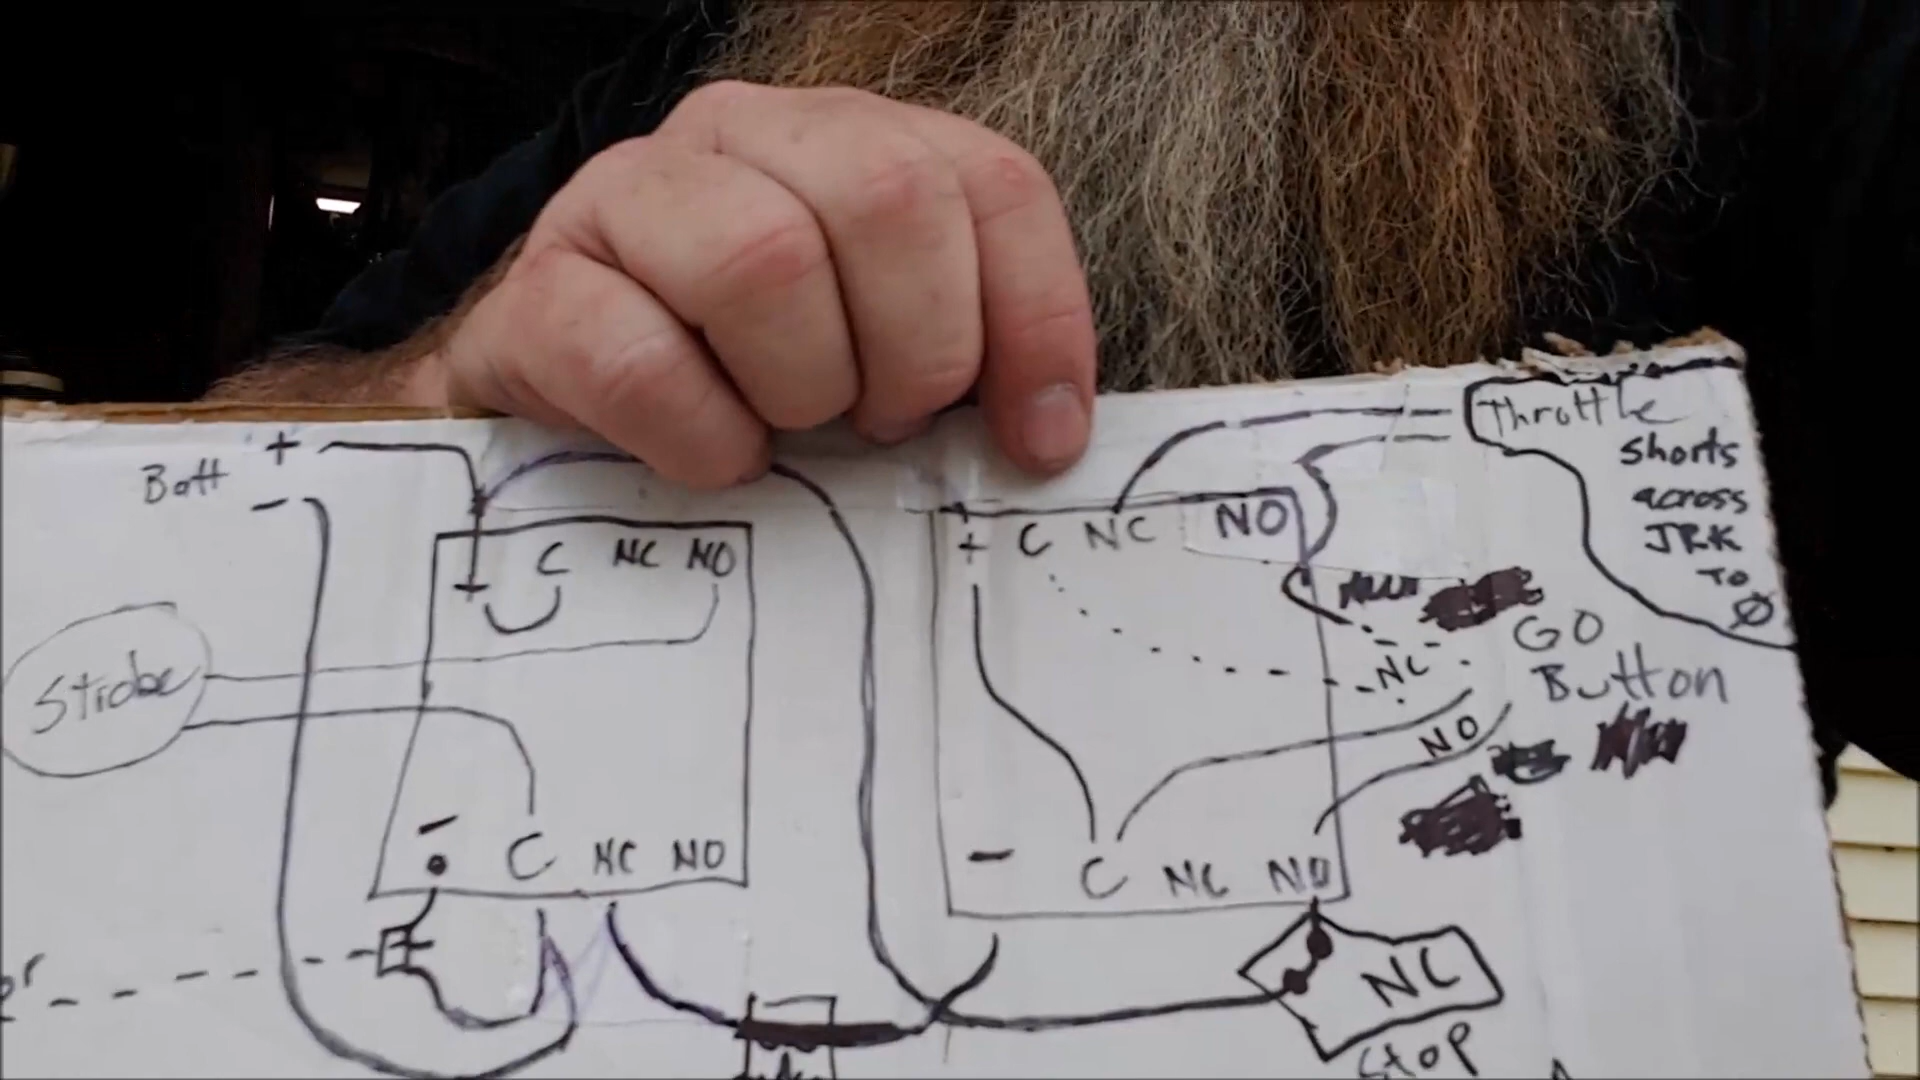 Batt + -
Throttle
Shorts
across
JRK
TO
Ø
+ C NC NO
+ C NC NO
GO
Button
NC
NO
Strobe
- C NC NO
- C NC NO
NC
Stop